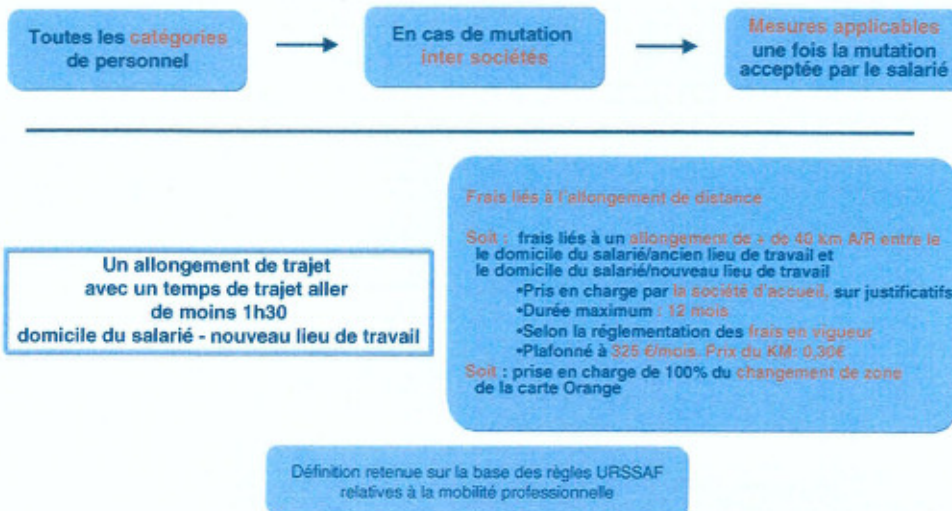 Toutes les catégories
de personnel
En cas de mutation
inter sociétés
Mesures applicables
une fois la mutation
acceptée par le salarié
Un allongement de trajet
avec un temps de trajet aller
de moins 1h30
domicile du salarié - nouveau lieu de travail
Frais liés à l'allongement de distance
Soit : frais liés à un allongement de + de 40 km A/R entre le
le domicile du salarié/ancien lieu de travail et
le domicile du salarié/nouveau lieu de travail
•Pris en charge par la société d'accueil, sur justificatifs
•Durée maximum : 12 mois
•Selon la réglementation des frais en vigueur
•Plafonné à 325 €/mois. Prix du KM: 0,30€
Soit : prise en charge de 100% du changement de zone
de la carte Orange
Définition retenue sur la base des règles URSSAF
relatives à la mobilité professionnelle